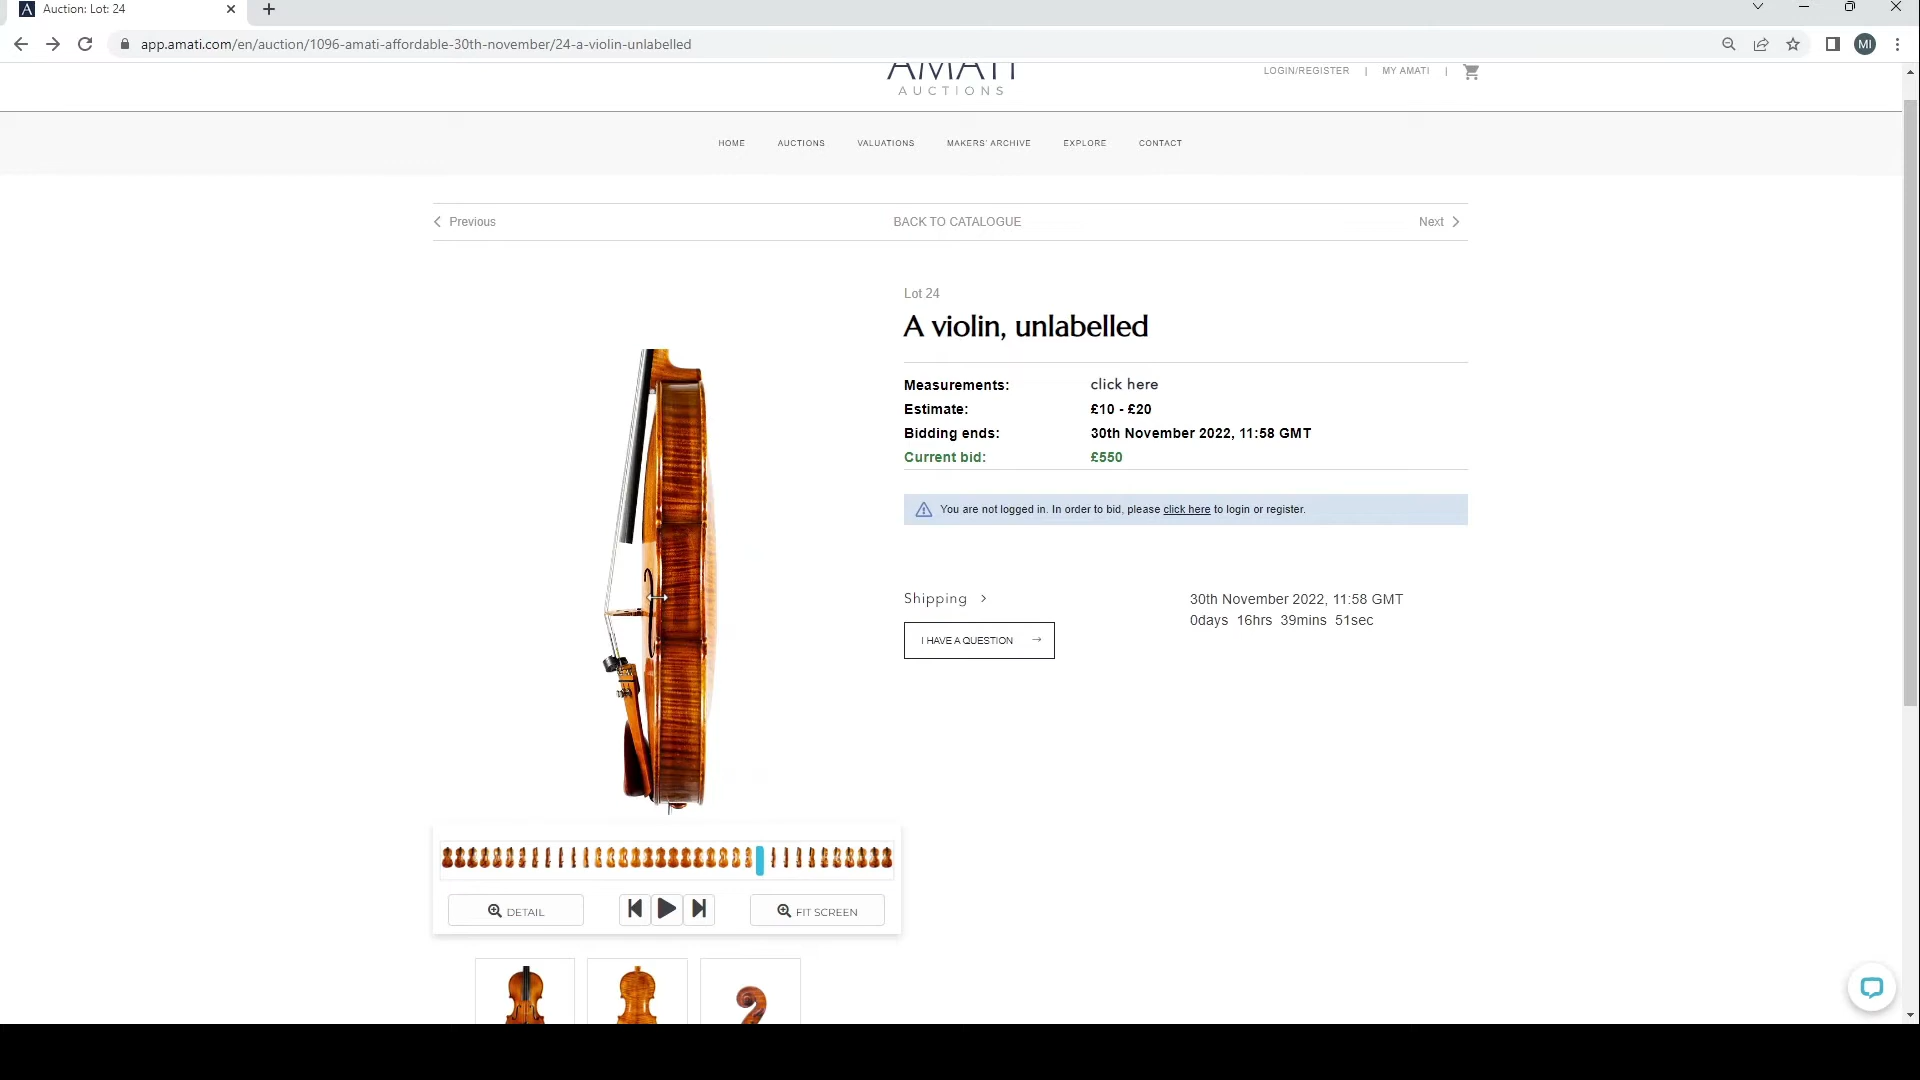 Auction: Lot: 24
app.amati.com/en/auction/1096-amati-affordable-30th-november/24-a-violin-unlabelled
MI
AMATI
AUCTIONS
LOGIN/REGISTER | MY AMATI |
HOME AUCTIONS VALUATIONS MAKERS' ARCHIVE EXPLORE CONTACT
Previous BACK TO CATALOGUE Next
Lot 24
A violin, unlabelled
Measurements: click here
Estimate: £10 - £20
Bidding ends: 30th November 2022, 11:58 GMT
Current bid: £550
You are not logged in. In order to bid, please click here to login or register.
Shipping
30th November 2022, 11:58 GMT
0days 16hrs 39mins 51sec
I HAVE A QUESTION
DETAIL
FIT SCREEN